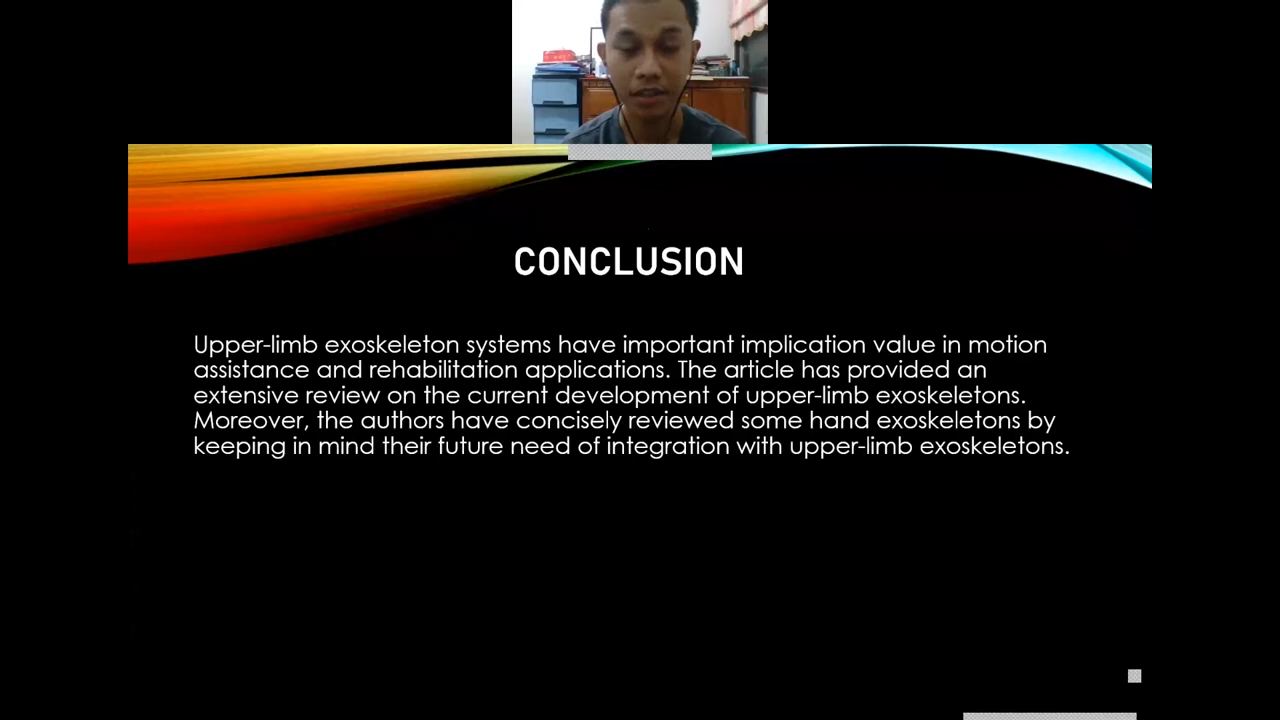 CONCLUSION
Upper-limb exoskeleton systems have important implication value in motion
assistance and rehabilitation applications. The article has provided an
extensive review on the current development of upper-limb exoskeletons.
Moreover, the authors have concisely reviewed some hand exoskeletons by
keeping in mind their future need of integration with upper-limb exoskeletons.